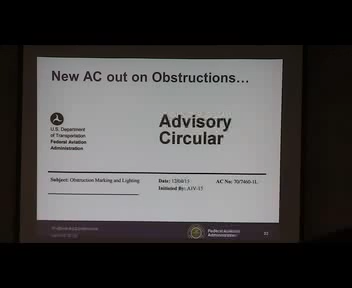 New AC out on Obstructions…
U.S. Department
of Transportation
Federal Aviation
Administration
Advisory
Circular
Subject: Obstruction Marking and Lighting
Date: 12/04/15
AC No: 70/7460-1L
Initiated By: AJV-15
Federal Aviation
Administration